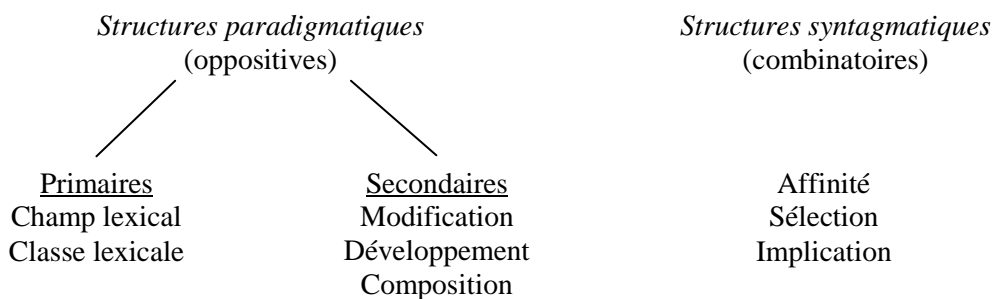 Structures paradigmatiques
(oppositives)
Structures syntagmatiques
(combinatoires)
Primaires
Champ lexical
Classe lexicale
Secondaires
Modification
Développement
Composition
Affinité
Sélection
Implication